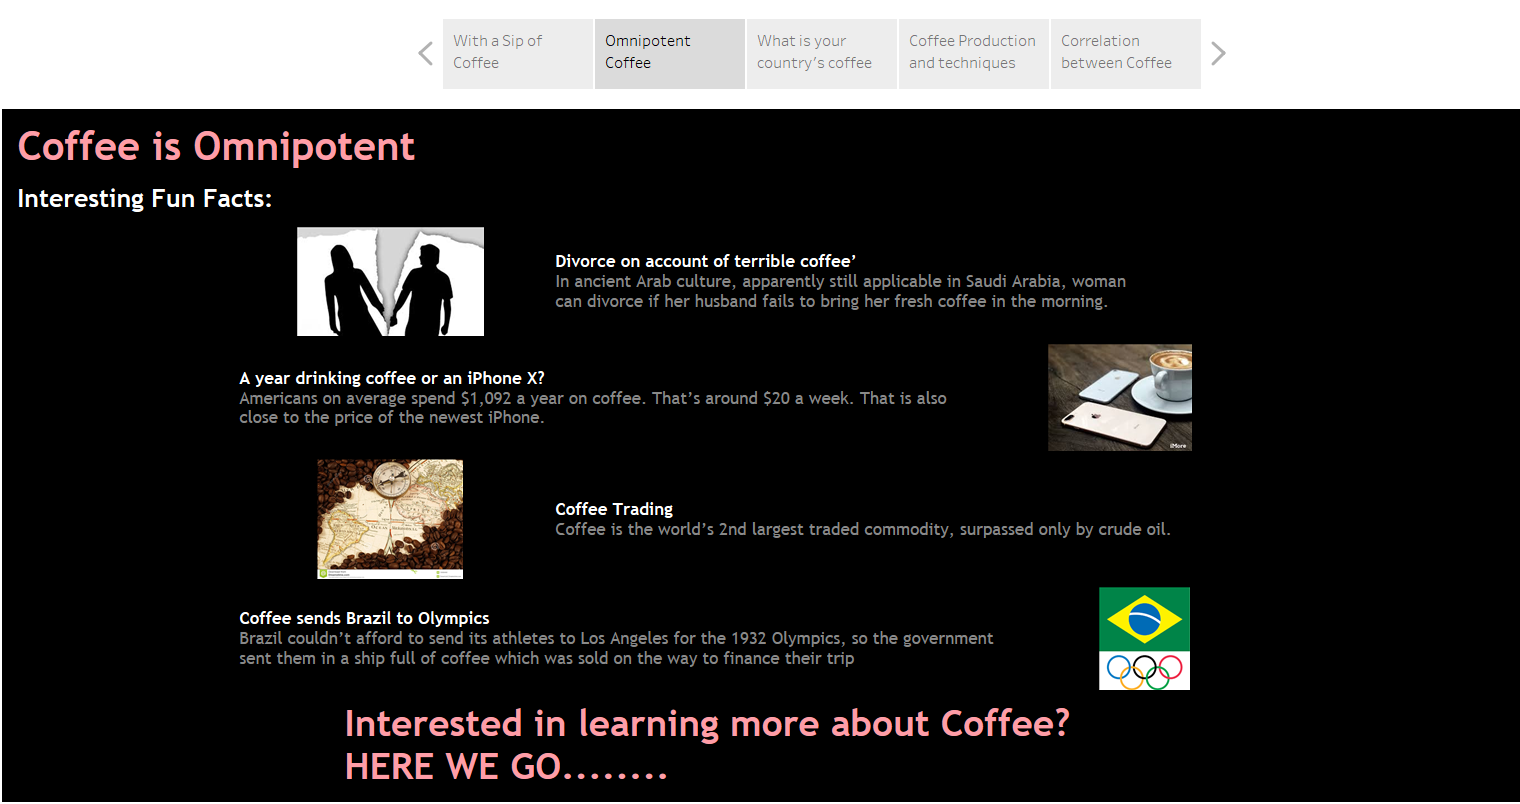 With a Sip of
Coffee
Omnipotent
Coffee
What is your
country's coffee
Coffee Production
and techniques
Correlation
between Coffee
Coffee is Omnipotent
Interesting Fun Facts:
Divorce on account of terrible coffee’
In ancient Arab culture, apparently still applicable in Saudi Arabia, woman
can divorce if her husband fails to bring her fresh coffee in the morning.
A year drinking coffee or an iPhone X?
Americans on average spend $1,092 a year on coffee. That’s around $20 a week. That is also
close to the price of the newest iPhone.
iMore
Coffee Trading
Coffee is the world’s 2nd largest traded commodity, surpassed only by crude oil.
Coffee sends Brazil to Olympics
Brazil couldn’t afford to send its athletes to Los Angeles for the 1932 Olympics, so the government
sent them in a ship full of coffee which was sold on the way to finance their trip
Interested in learning more about Coffee?
HERE WE GO........